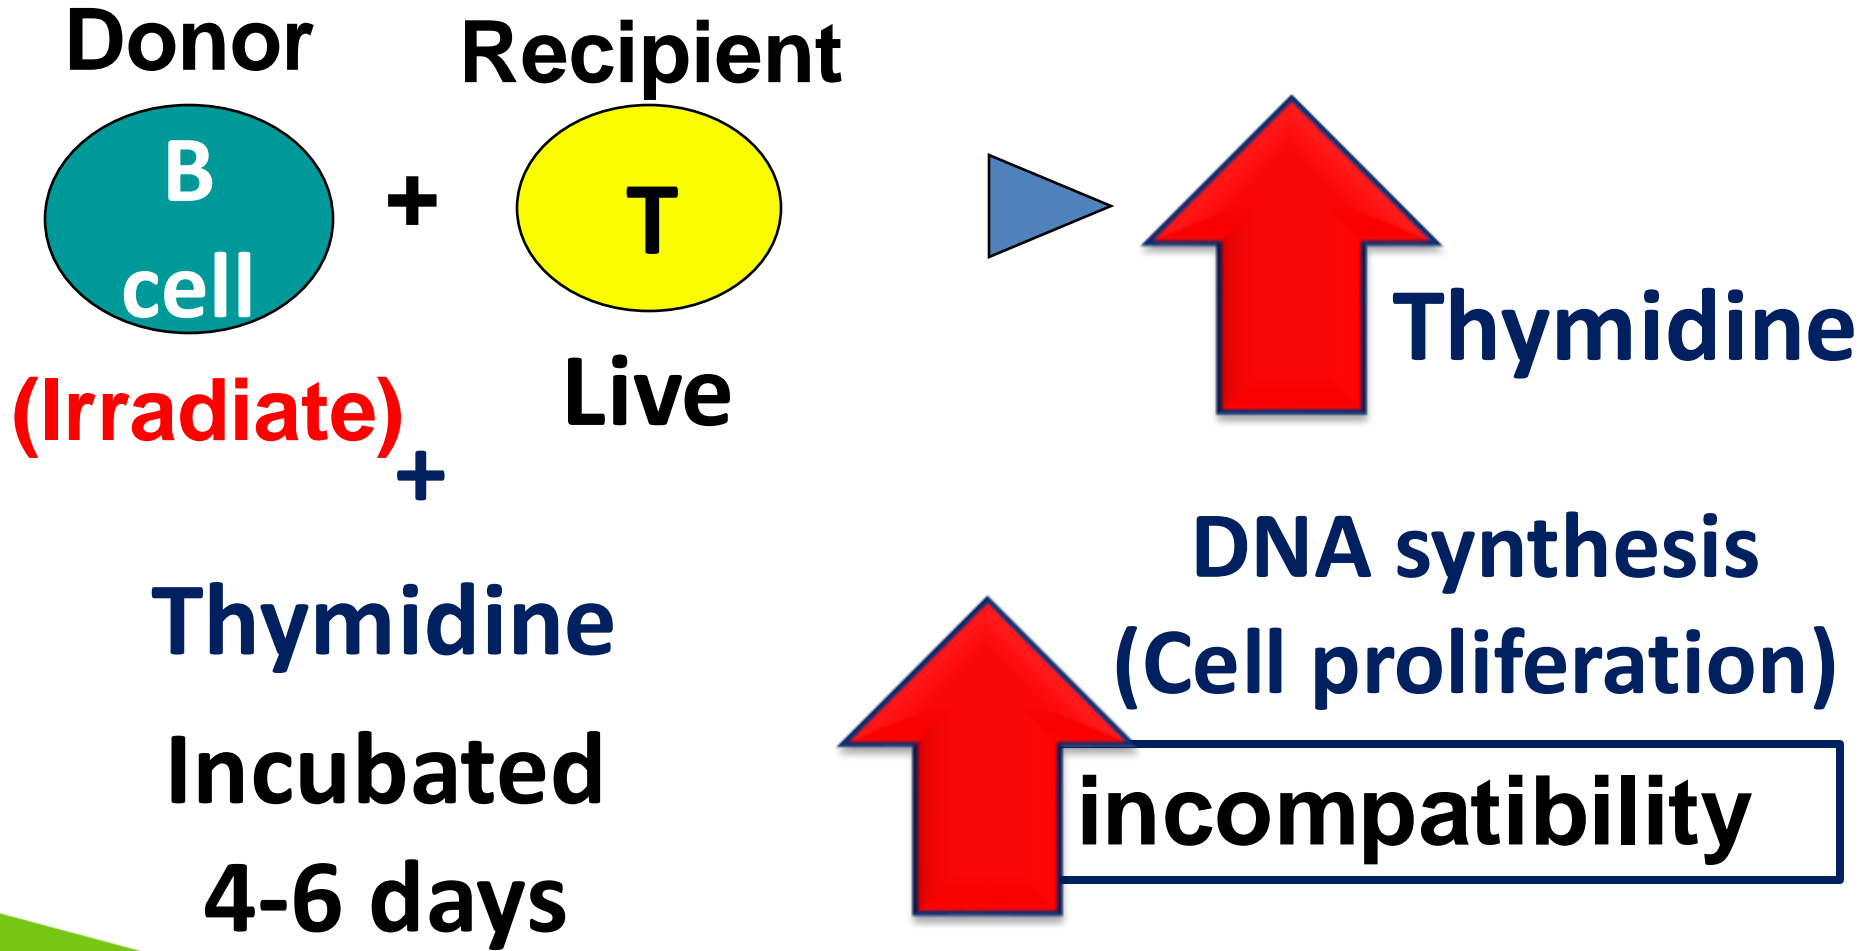 Donor
Recipient
B
cell
+
T
(Irradiate)
Live
+
Thymidine
Incubated
4-6 days
Thymidine
DNA synthesis
(Cell proliferation)
incompatibility